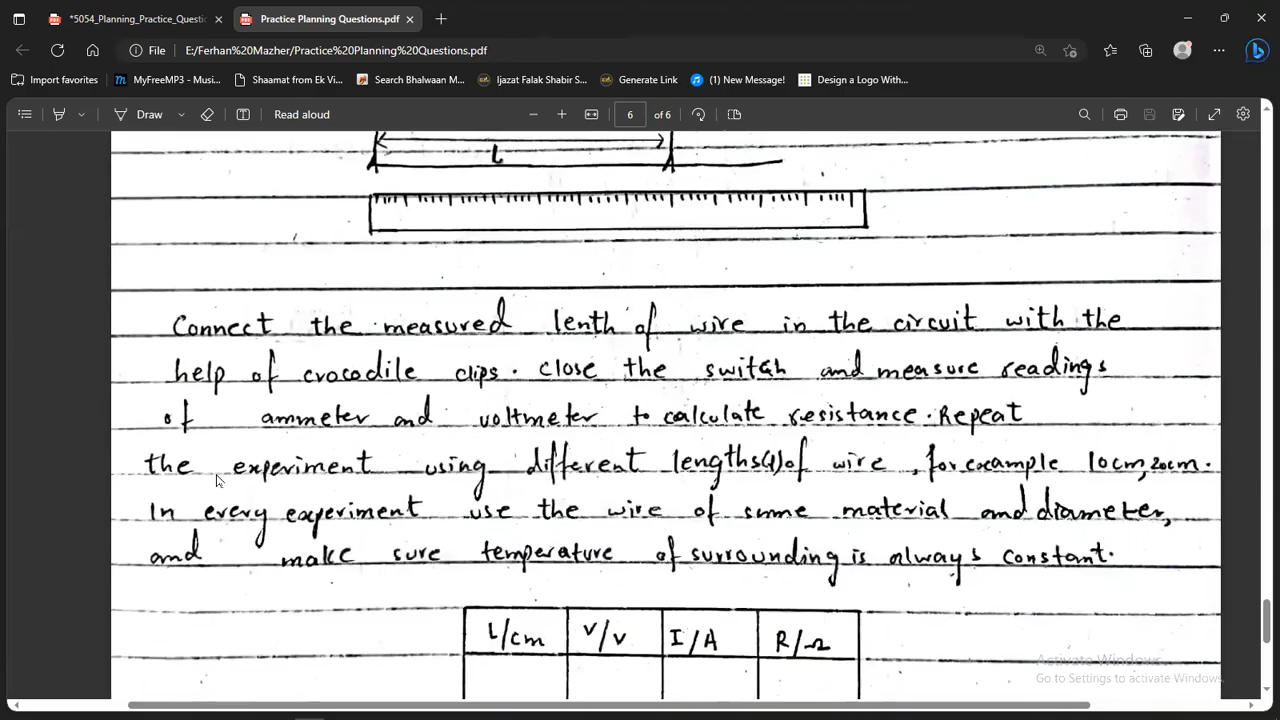 *5054_Planning_Practice_Questic
Practice Planning Questions.pdf
File
E:/Ferhan%20Mazher/Practice%20Planning%20Questions.pdf
Import favorites
MyFreeMP3 - Musi...
Shaamat from Ek Vi...
Search Bhalwaan M...
Ijazat Falak Shabir S...
Generate Link
(1) New Message!
Design a Logo With...
Draw
Read aloud
6
of 6
L
Connect the measured lenth of wire in the circuit with the
help of crocodile clips. close the switch and measure readings
of ammeter and voltmeter to calculate resistance. Repeat
the experiment using different lengths(l) of wire, for example 10cm, 20cm.
In every experiment use the wire of same material and diameter,
and make sure temperature of surrounding is always constant.
L/cm V/v I/A R/Ω
Activate Windows
Go to Settings to activate Windows.